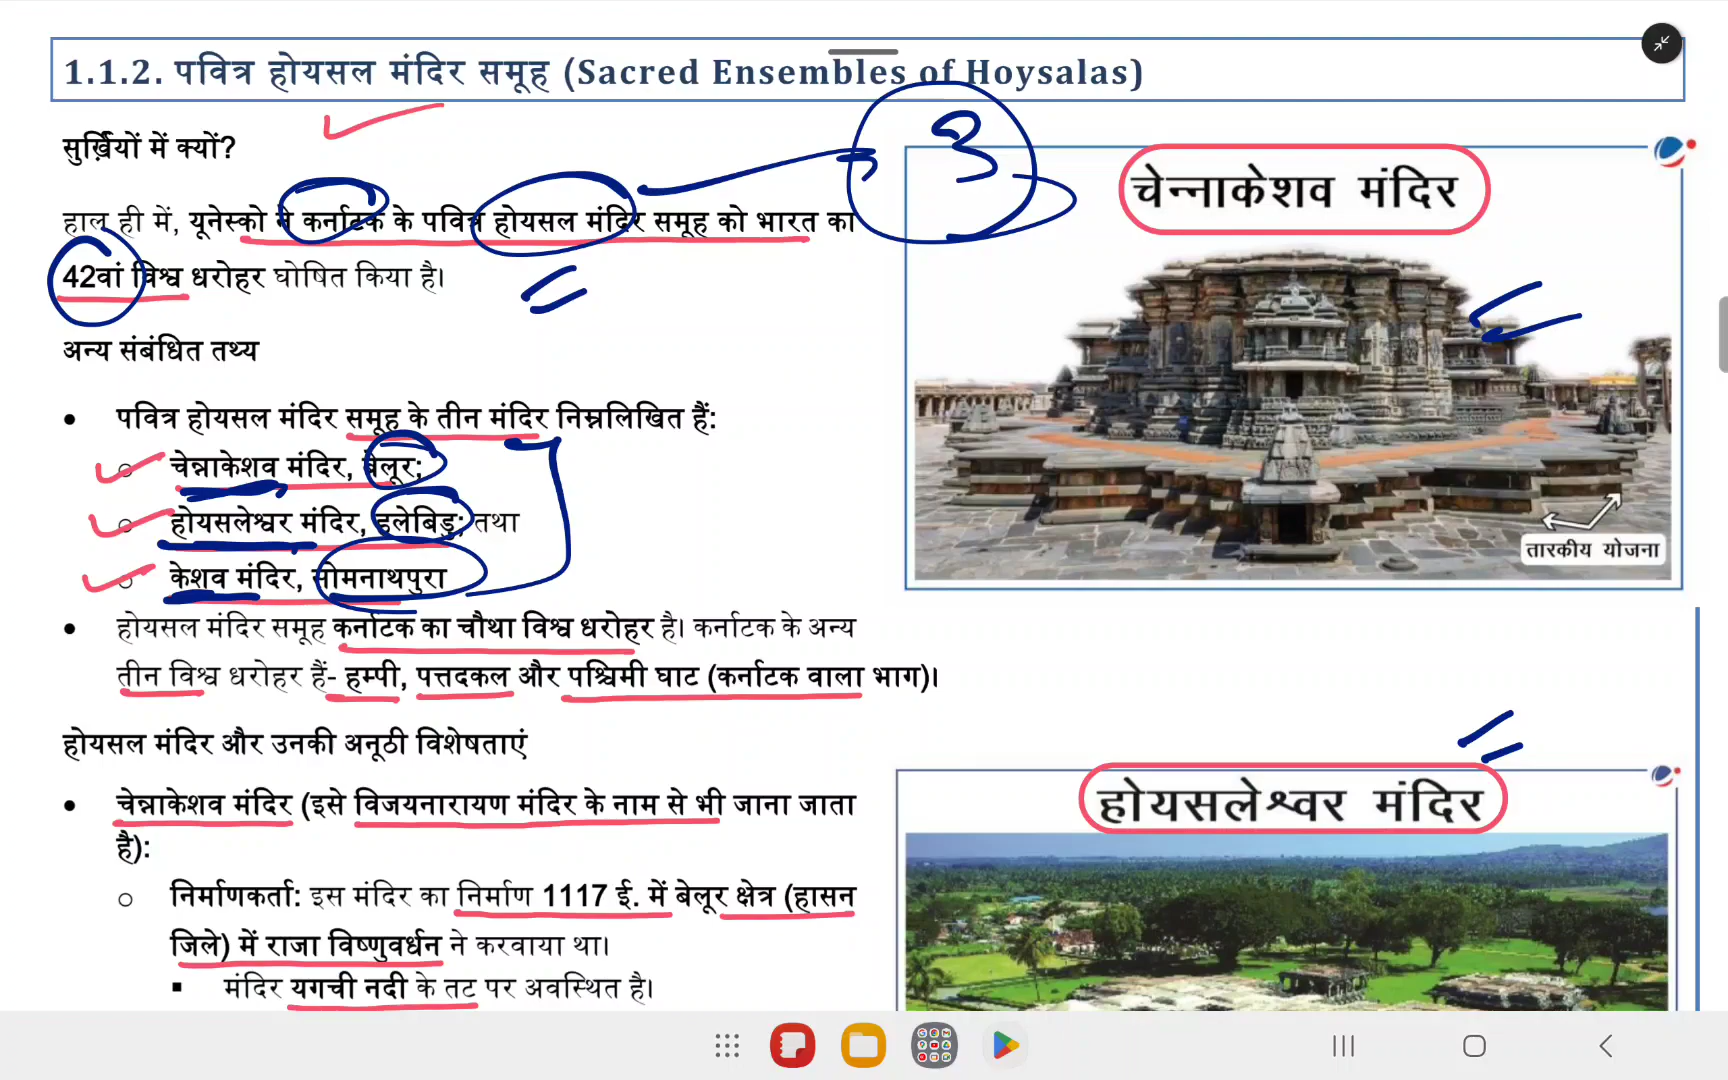 1.1.2. पवित्र होयसल मंदिर समूह (Sacred Ensembles of Hoysalas)
सुर्ख़ियों में क्यों?
हाल ही में, यूनेस्को ने कर्नाटक के पवित्र होयसल मंदिर समूह को भारत का
42वां विश्व धरोहर घोषित किया है।
3
अन्य संबंधित तथ्य
• पवित्र होयसल मंदिर समूह के तीन मंदिर निम्नलिखित हैं:
○ चेन्नाकेशव मंदिर, बेलूर;
○ होयसलेश्वर मंदिर, हलेबिडु; तथा
○ केशव मंदिर, सोमनाथपुरा
• होयसल मंदिर समूह कर्नाटक का चौथा विश्व धरोहर है। कर्नाटक के अन्य
तीन विश्व धरोहर हैं- हम्पी, पत्तदकल और पश्चिमी घाट (कर्नाटक वाला भाग)।
होयसल मंदिर और उनकी अनूठी विशेषताएं
• चेन्नाकेशव मंदिर (इसे विजयनारायण मंदिर के नाम से भी जाना जाता
है):
○ निर्माणकर्ता: इस मंदिर का निर्माण 1117 ई. में बेलूर क्षेत्र (हासन
जिले) में राजा विष्णुवर्धन ने करवाया था।
▪ मंदिर यगची नदी के तट पर अवस्थित है।
चेन्नाकेशव मंदिर
तारकीय योजना
होयसलेश्वर मंदिर